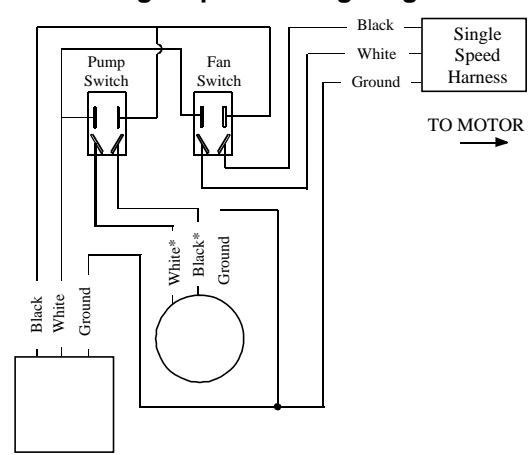 Pump
Switch
Fan
Switch
Black
White
Ground
Single
Speed
Harness
TO MOTOR
White*
Black*
Ground
Black
White
Ground